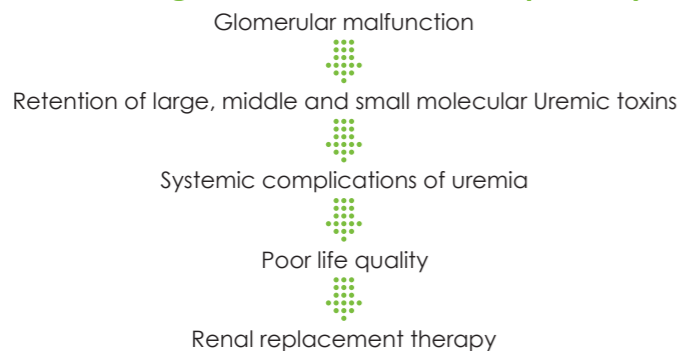 Glomerular malfunction
Retention of large, middle and small molecular Uremic toxins
Systemic complications of uremia
Poor life quality
Renal replacement therapy